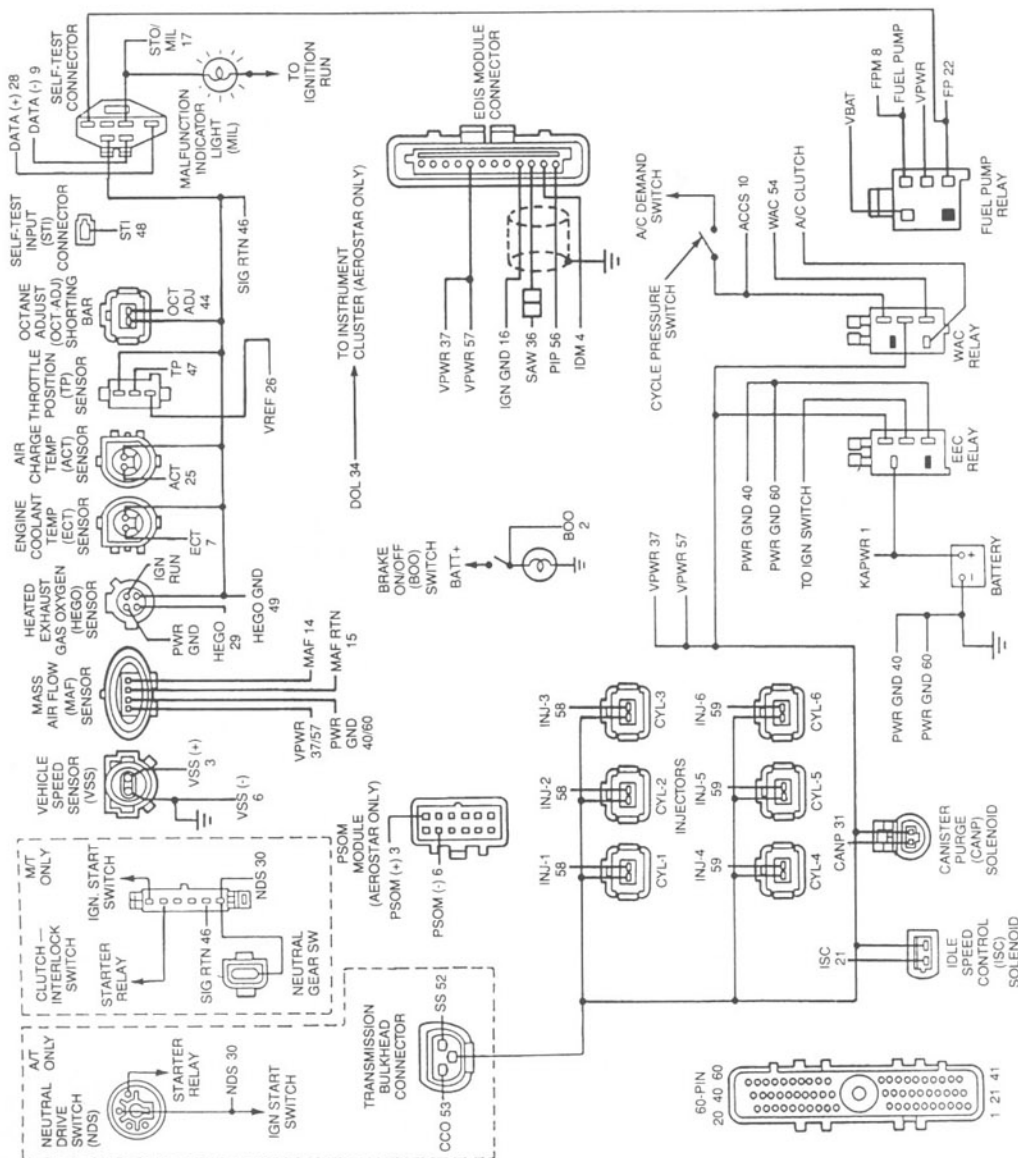 NEUTRAL
DRIVE
SWITCH
(NDS)
A/T
ONLY
STARTER
RELAY
NDS 30
IGN START
SWITCH
CLUTCH —
INTERLOCK
SWITCH
M/T
ONLY
IGN. START
SWITCH
STARTER
RELAY
SIG RTN 46
NDS 30
NEUTRAL
GEAR SW
VEHICLE
SPEED
SENSOR
(VSS)
VSS (+)
3
VSS (-)
6
MASS
AIR FLOW
(MAF)
SENSOR
VPWR
37/57
PWR
GND
40/60
MAF 14
MAF RTN
15
HEATED
EXHAUST
GAS OXYGEN
(HEGO)
SENSOR
IGN
RUN
PWR
GND
HEGO
29
HEGO GND
49
ENGINE
COOLANT
TEMP
(ECT)
SENSOR
ECT
7
AIR
CHARGE
TEMP
(ACT)
SENSOR
ACT
25
THROTTLE
POSITION
(TP)
SENSOR
TP
47
VREF 26
OCTANE
ADJUST
(OCT ADJ)
SHORTING
BAR
OCT
ADJ
44
SELF-TEST
INPUT
(STI)
CONNECTOR
STI
48
SIG RTN 46
DATA (+) 28
DATA (-) 9
SELF-TEST
CONNECTOR
STO/
MIL
17
MALFUNCTION
INDICATOR
LIGHT
(MIL)
TO
IGNITION
RUN
TRANSMISSION
BULKHEAD
CONNECTOR
CCO 53
SS 52
PSOM
MODULE
(AEROSTAR ONLY)
PSOM (+) 3
PSOM (-) 6
BRAKE
ON/OFF
(BOO)
SWITCH
BATT+
BOO
2
DOL 34
TO INSTRUMENT
CLUSTER (AEROSTAR ONLY)
EDIS MODULE
CONNECTOR
VPWR 37
VPWR 57
IGN GND 16
SAW 36
PIP 56
IDM 4
INJ-1
58
CYL-1
INJ-2
58
CYL-2
INJ-3
58
CYL-3
INJECTORS
INJ-4
59
CYL-4
INJ-5
59
CYL-5
INJ-6
59
CYL-6
VPWR 37
VPWR 57
A/C DEMAND
SWITCH
CYCLE PRESSURE
SWITCH
ACCS 10
WAC 54
A/C CLUTCH
WAC
RELAY
PWR GND 40
PWR GND 60
TO IGN SWITCH
EEC
RELAY
KAPWR 1
BATTERY
+
-
PWR GND 40
PWR GND 60
VBAT
FPM 8
FUEL PUMP
VPWR
FP 22
FUEL PUMP
RELAY
60-PIN
20 40 60
1 21 41
ISC
21
IDLE
SPEED
CONTROL
(ISC)
SOLENOID
CANP 31
CANISTER
PURGE
(CANP)
SOLENOID